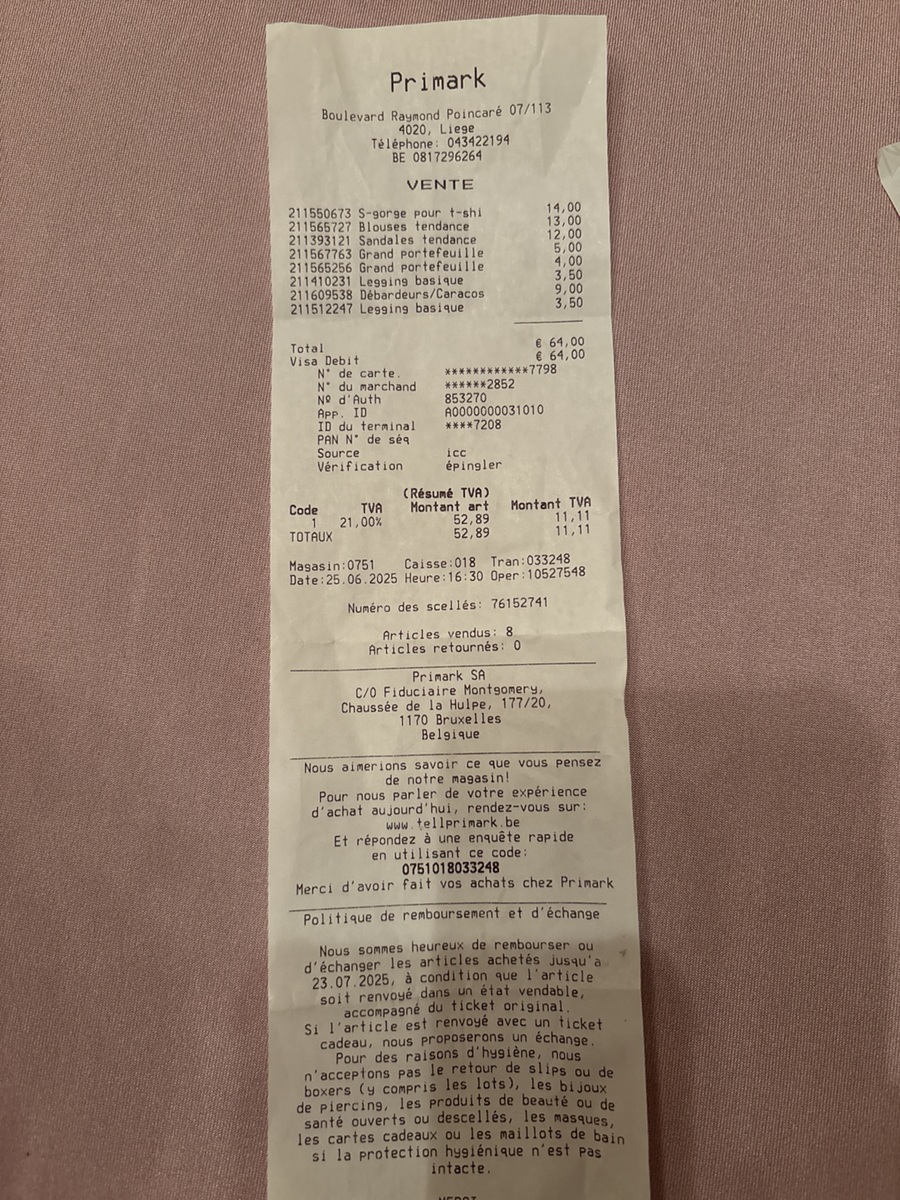 Primark
Boulevard Raymond Poincaré 07/113
4020, Liege
Téléphone: 043422194
BE 0817296264
VENTE
211550673 S-gorge pour t-shi 14,00
211565727 Blouses tendance 13,00
211393121 Sandales tendance 12,00
211567763 Grand portefeuille 5,00
211565256 Grand portefeuille 4,00
211410231 Legging basique 3,50
211609538 Débardeurs/Caracos 9,00
211512247 Legging basique 3,50
Total € 64,00
Visa Debit € 64,00
N° de carte. ************7798
N° du marchand ******2852
Nº d'Auth 853270
App. ID A0000000031010
ID du terminal ****7208
PAN N° de séq
Source icc
Vérification épingler
(Résumé TVA)
Code TVA Montant art Montant TVA
1 21,00% 52,89 11,11
TOTAUX 52,89 11,11
Magasin:0751 Caisse:018 Tran:033248
Date:25.06.2025 Heure:16:30 Oper:10527548
Numéro des scellés: 76152741
Articles vendus: 8
Articles retournés: 0
Primark SA
C/O Fiduciaire Montgomery,
Chaussée de la Hulpe, 177/20,
1170 Bruxelles
Belgique
Nous aimerions savoir ce que vous pensez
de notre magasin!
Pour nous parler de votre expérience
d'achat aujourd'hui, rendez-vous sur:
www.tellprimark.be
Et répondez à une enquête rapide
en utilisant ce code:
0751018033248
Merci d'avoir fait vos achats chez Primark
Politique de remboursement et d'échange
Nous sommes heureux de rembourser ou
d'échanger les articles achetés jusqu'a
23.07.2025, à condition que l'article
soit renvoyé dans un état vendable,
accompagné du ticket original.
Si l'article est renvoyé avec un ticket
cadeau, nous proposerons un échange.
Pour des raisons d'hygiène, nous
n'acceptons pas le retour de slips ou de
boxers (y compris les lots), les bijoux
de piercing, les produits de beauté ou de
santé ouverts ou descellés, les masques,
les cartes cadeaux ou les maillots de bain
si la protection hygiénique n'est pas
intacte.